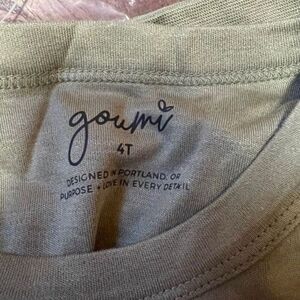 goumi
4T
DESIGNED IN PORTLAND, OR
PURPOSE + LOVE IN EVERY DETAIL